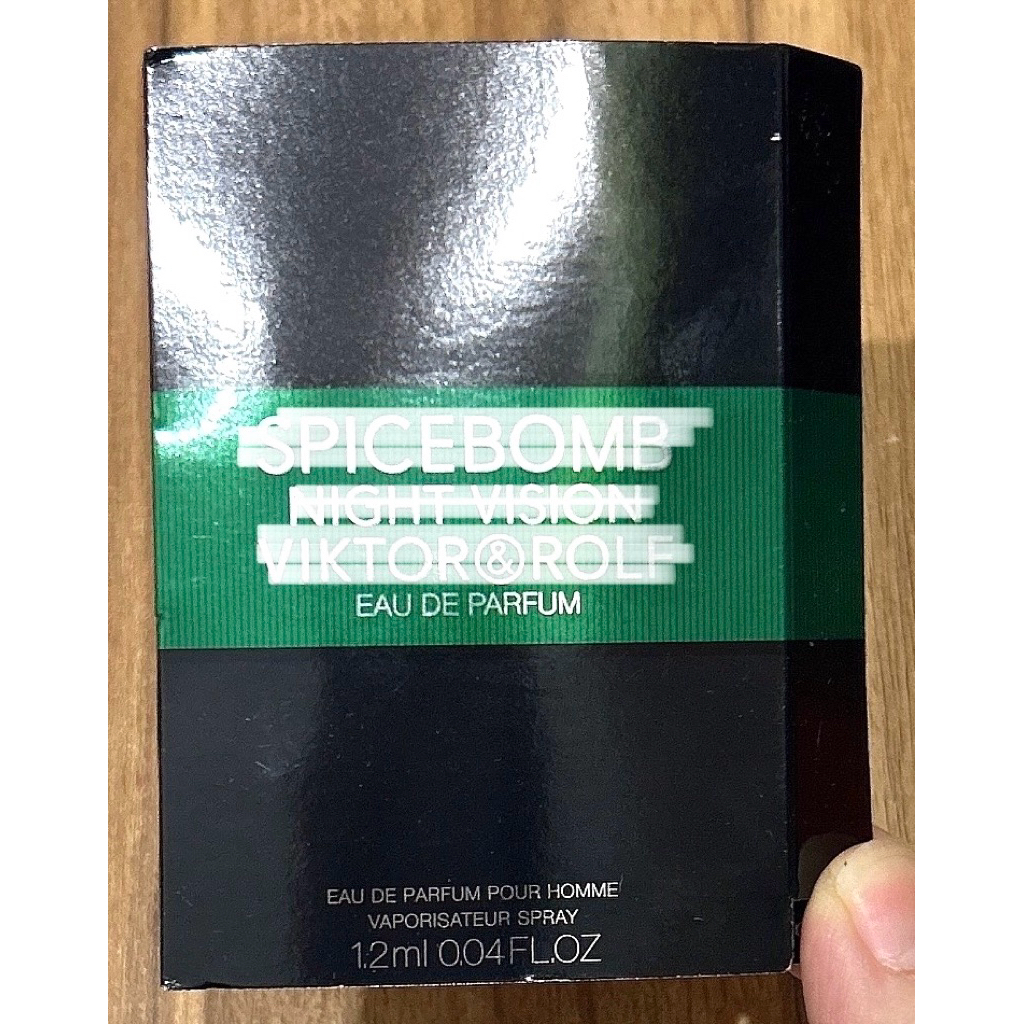 SPICEBOMB
NIGHT VISION
VIKTOR&ROLF
EAU DE PARFUM
EAU DE PARFUM POUR HOMME
VAPORISATEUR SPRAY
1.2ml 0.04FL.OZ